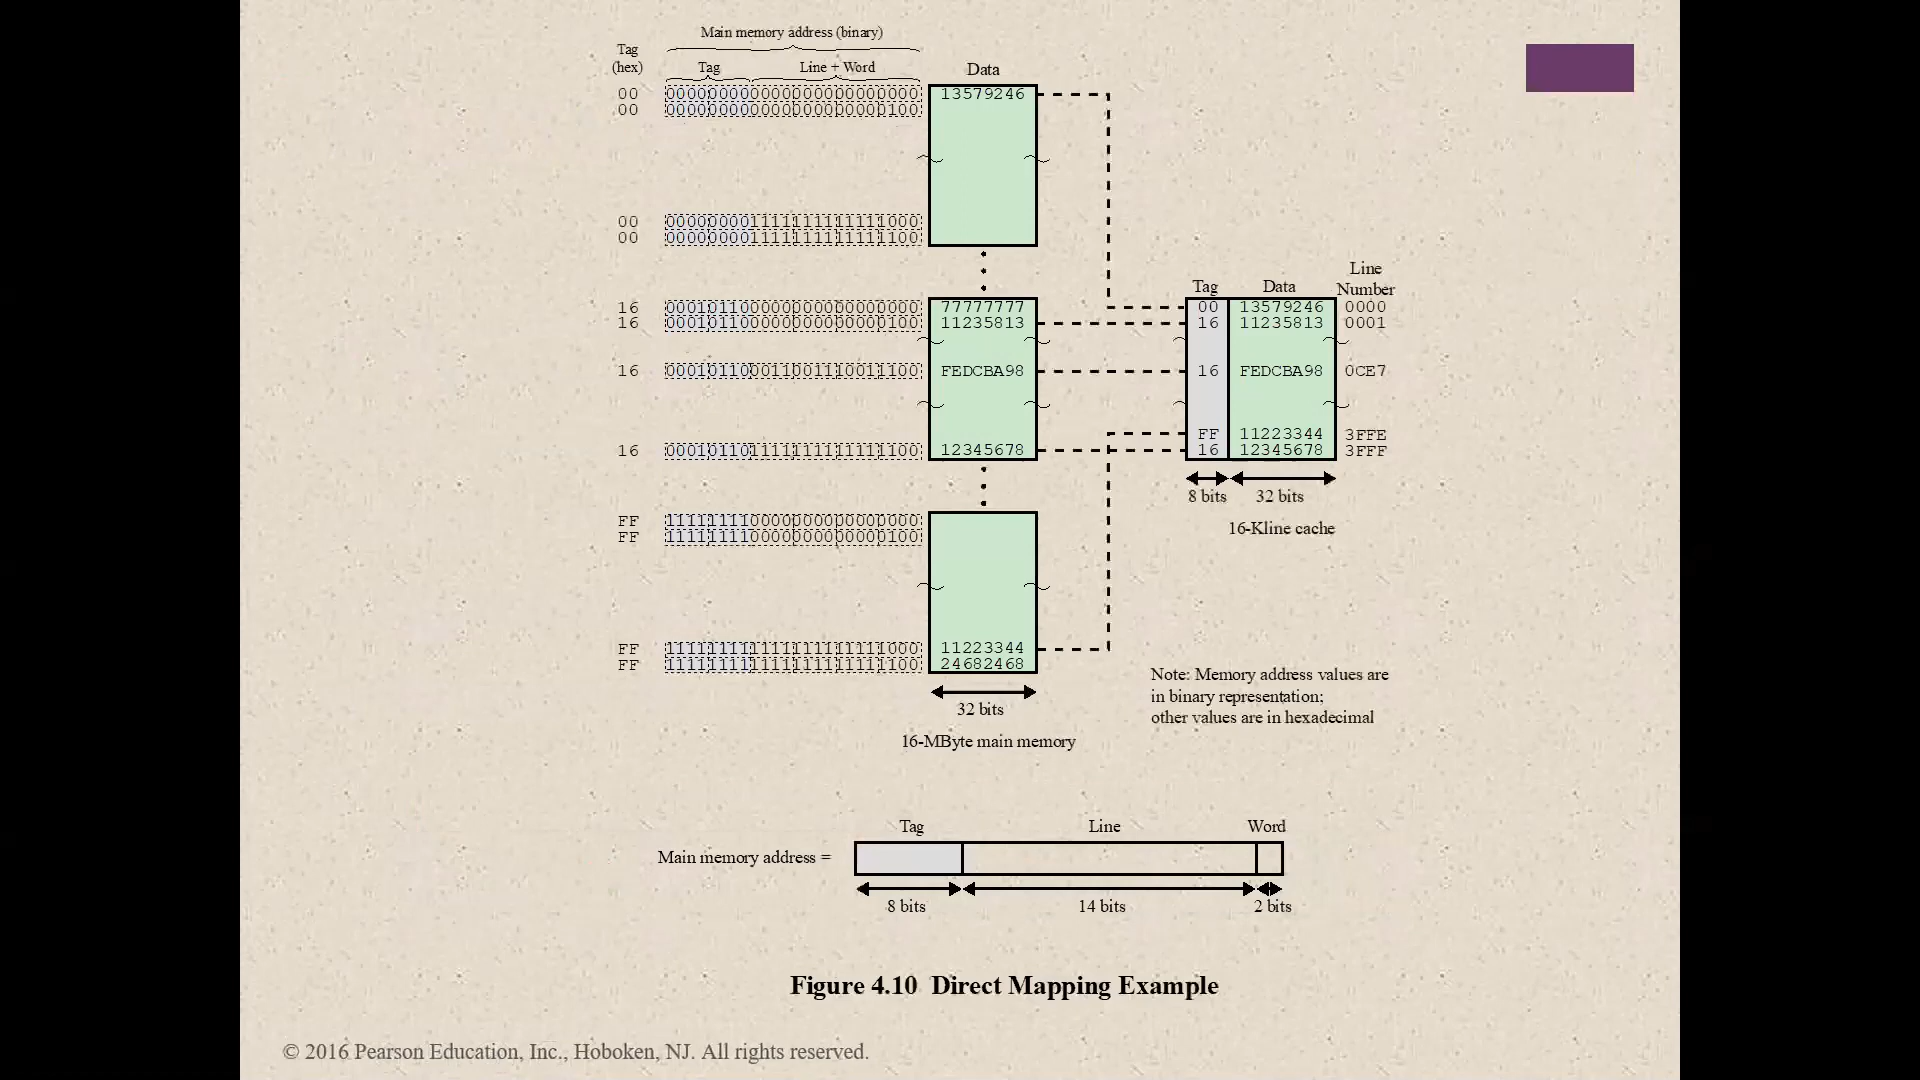 Main memory address (binary)
Tag
(hex)
Tag
Line + Word
Data
00 000000000000000000000000 13579246
00 000000000000000000000100
00 000000001111111111111000
00 000000001111111111111100
16 000101100000000000000000 77777777
16 000101100000000000000100 11235813
16 000101100011001110011100 FEDCBA98
16 000101101111111111111100 12345678
FF 111111110000000000000000
FF 111111110000000000000100
FF 111111111111111111111000 11223344
FF 111111111111111111111100 24682468
32 bits
16-MByte main memory
Line
Tag Data Number
00 13579246 0000
16 11235813 0001
16 FEDCBA98 0CE7
FF 11223344 3FFE
16 12345678 3FFF
8 bits 32 bits
16-Kline cache
Note: Memory address values are
in binary representation;
other values are in hexadecimal
Tag Line Word
Main memory address =
8 bits 14 bits 2 bits
Figure 4.10 Direct Mapping Example
© 2016 Pearson Education, Inc., Hoboken, NJ. All rights reserved.